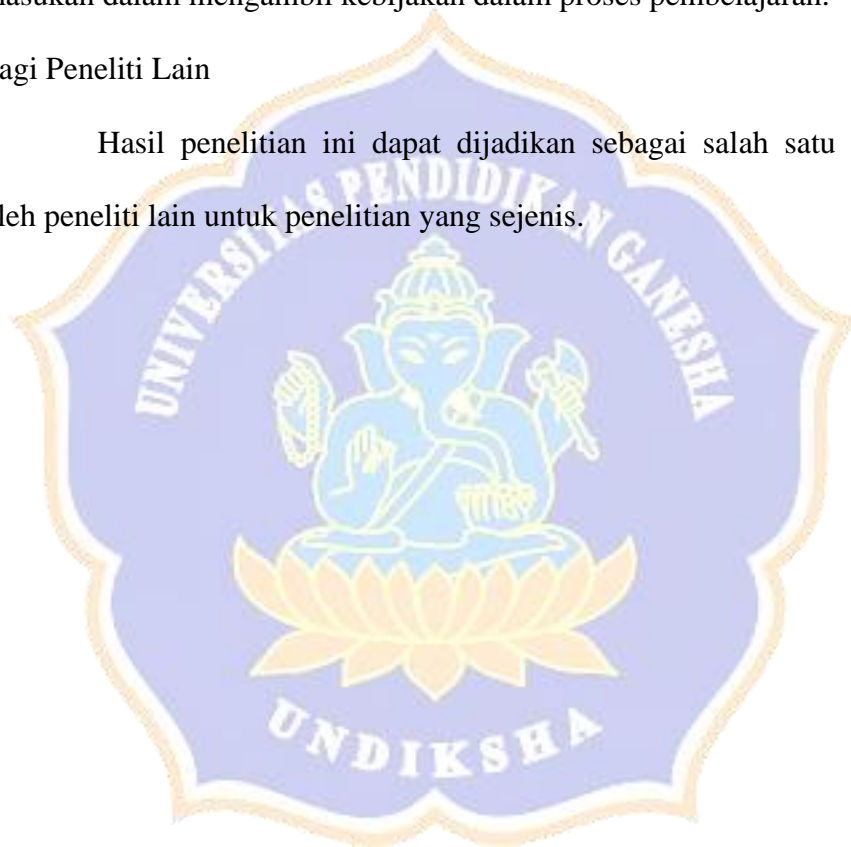 masukan dalam mengambil kebijakan dalam proses pembelajaran.
agi Peneliti Lain
Hasil penelitian ini dapat dijadikan sebagai salah satu
leh peneliti lain untuk penelitian yang sejenis.
UNIVERSITAS PENDIDIKAN GANESHA
UNDIKSHA